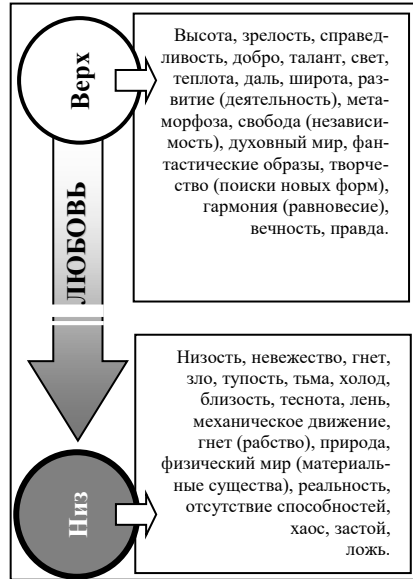 Верх
Высота, зрелость, справед-
ливость, добро, талант, свет,
теплота, даль, широта, раз-
витие (деятельность), мета-
морфоза, свобода (независи-
мость), духовный мир, фан-
тастические образы, творче-
ство (поиски новых форм),
гармония (равновесие),
вечность, правда.
ЛЮБОВЬ
Низость, невежество, гнет,
зло, тупость, тьма, холод,
близость, теснота, лень,
механическое движение,
гнет (рабство), природа,
физический мир (материаль-
ные существа), реальность,
отсутствие способностей,
хаос, застой,
ложь.
Низ